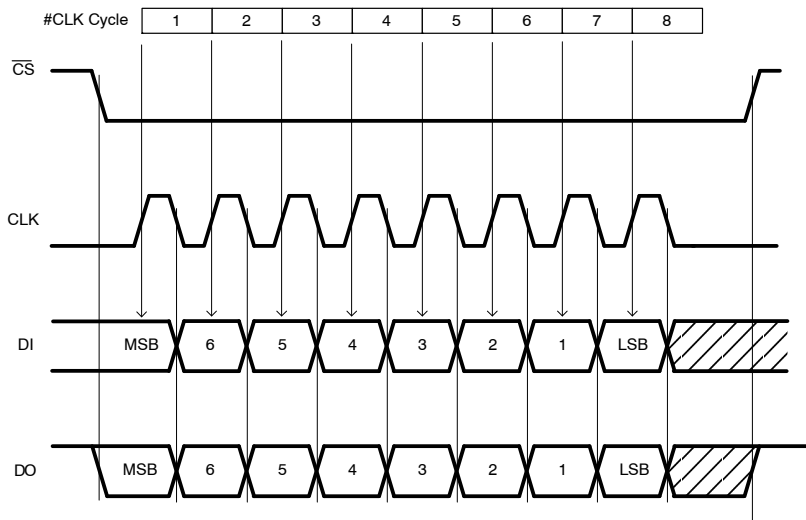 #CLK Cycle 1 2 3 4 5 6 7 8
CS
CLK
DI MSB 6 5 4 3 2 1 LSB
DO MSB 6 5 4 3 2 1 LSB